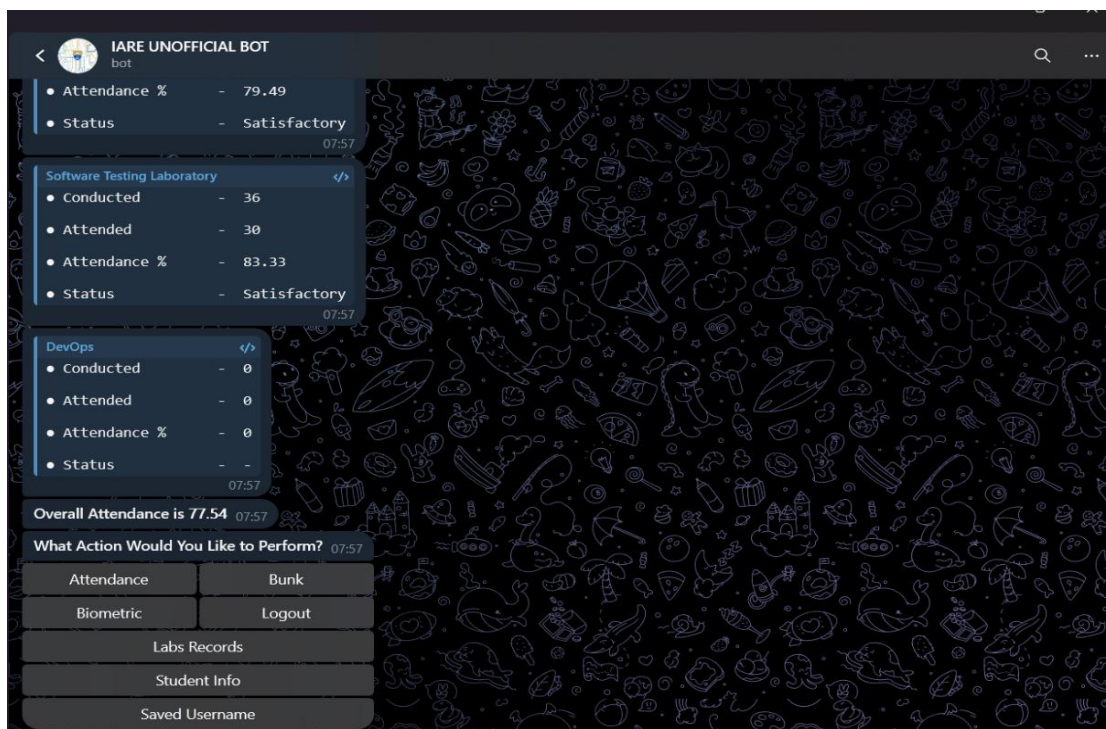 IARE UNOFFICIAL BOT
bot
• Attendance % - 79.49
• Status - Satisfactory
07:57
Software Testing Laboratory </>
• Conducted - 36
• Attended - 30
• Attendance % - 83.33
• Status - Satisfactory
07:57
DevOps </>
• Conducted - 0
• Attended - 0
• Attendance % - 0
• Status - -
07:57
Overall Attendance is 77.54 07:57
What Action Would You Like to Perform? 07:57
Attendance Bunk
Biometric Logout
Labs Records
Student Info
Saved Username